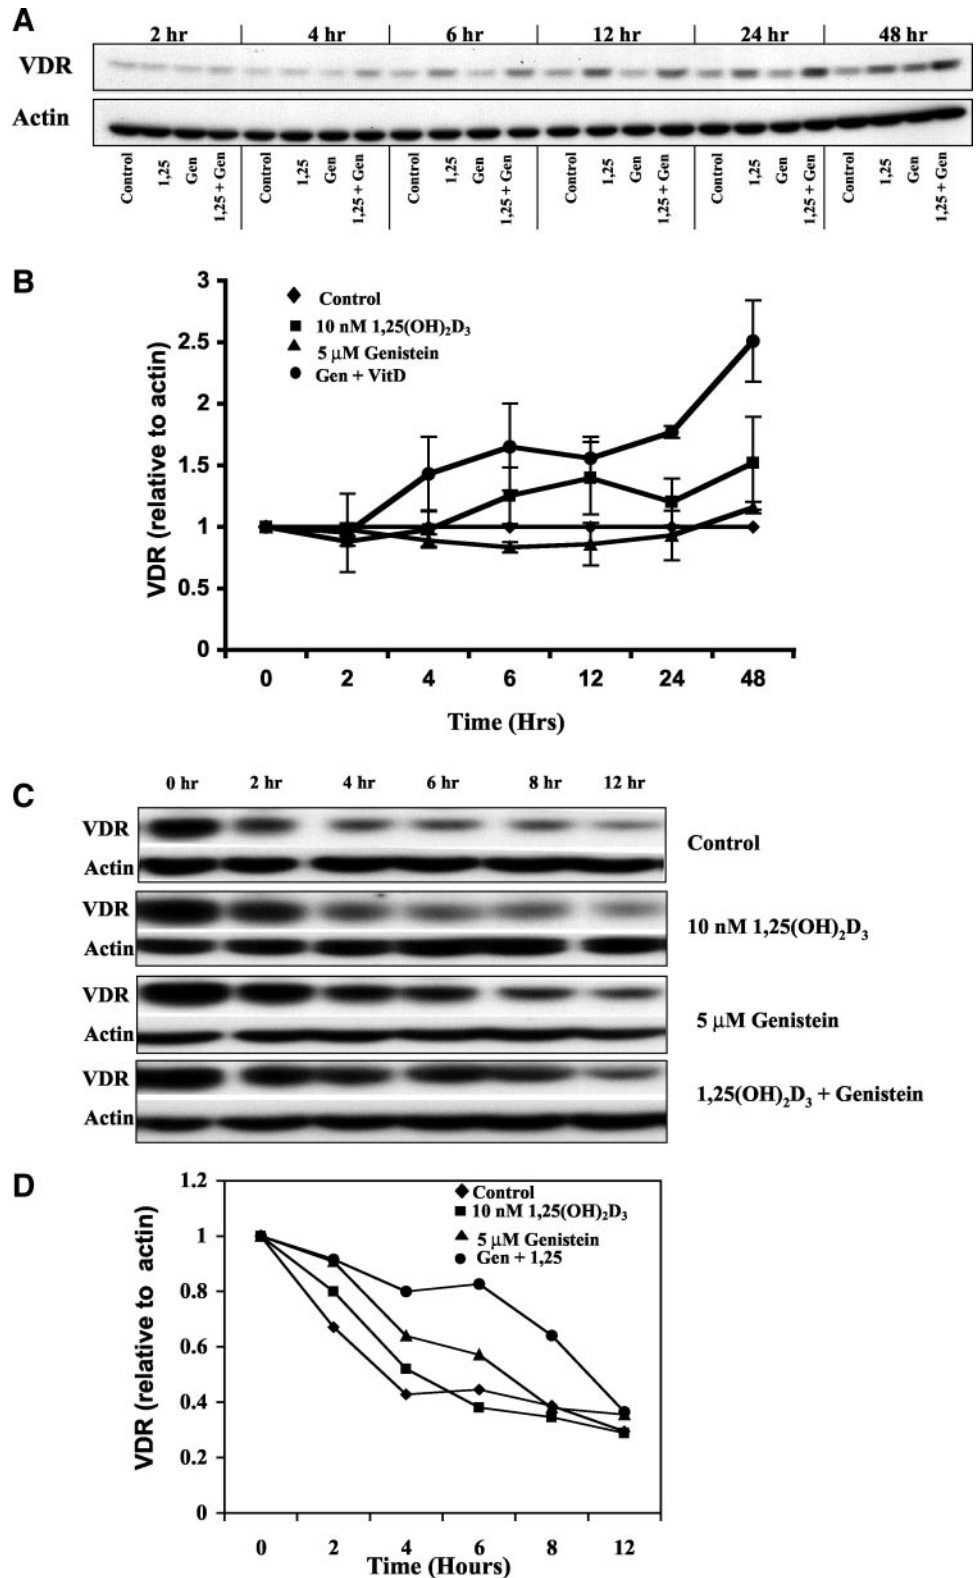 A
2 hr 4 hr 6 hr 12 hr 24 hr 48 hr
VDR
Actin
Control 1,25 Gen 1,25 + Gen Control 1,25 Gen 1,25 + Gen Control 1,25 Gen 1,25 + Gen Control 1,25 Gen 1,25 + Gen Control 1,25 Gen 1,25 + Gen Control 1,25 Gen 1,25 + Gen
B
VDR (relative to actin)
3
2.5
2
1.5
1
0.5
0
Control
10 nM 1,25(OH)₂D₃
5 μM Genistein
Gen + VitD
0 2 4 6 12 24 48
Time (Hrs)
C
0 hr 2 hr 4 hr 6 hr 8 hr 12 hr
VDR
Actin
Control
VDR
Actin
10 nM 1,25(OH)₂D₃
VDR
Actin
5 μM Genistein
VDR
Actin
1,25(OH)₂D₃ + Genistein
D
VDR (relative to actin)
1.2
1
0.8
0.6
0.4
0.2
0
Control
10 nM 1,25(OH)₂D₃
5 μM Genistein
Gen + 1,25
0 2 4 6 8 12
Time (Hours)